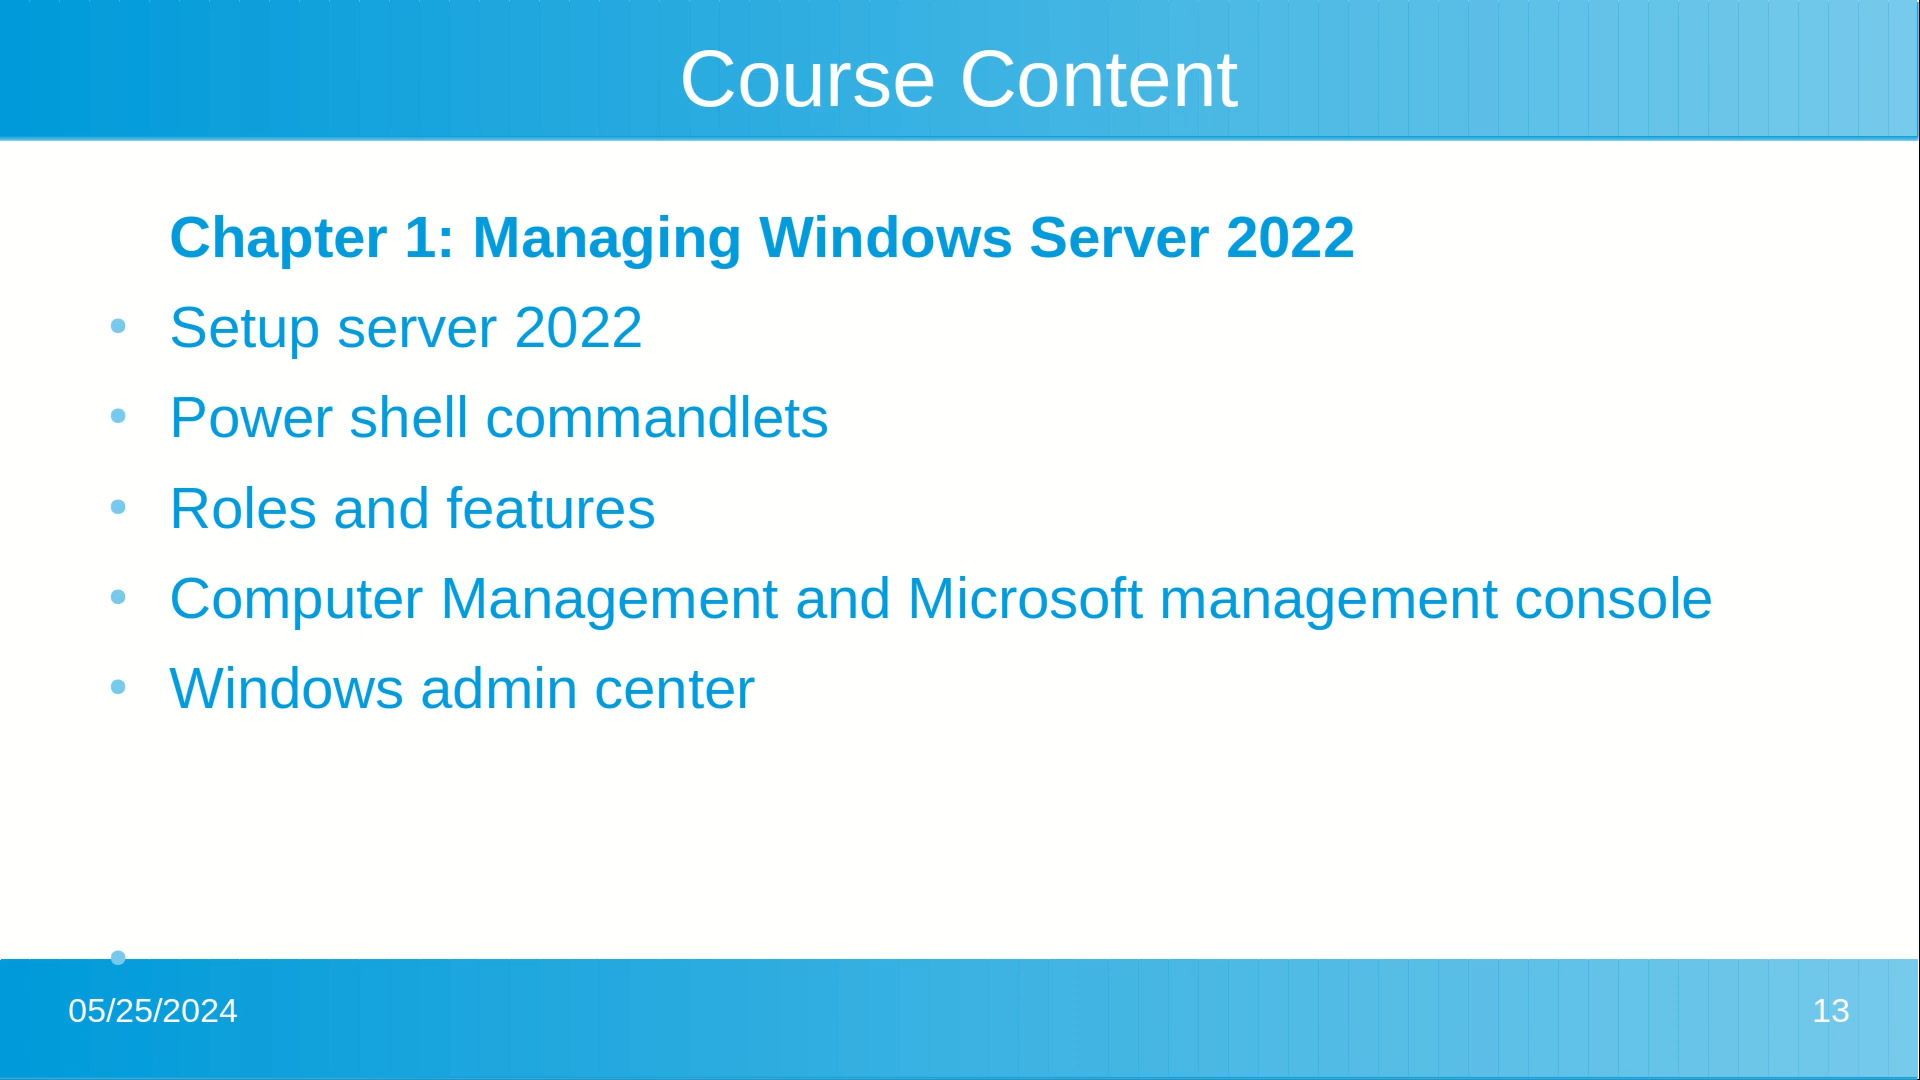 Course Content
Chapter 1: Managing Windows Server 2022
• Setup server 2022
• Power shell commandlets
• Roles and features
• Computer Management and Microsoft management console
• Windows admin center
•
05/25/2024
13